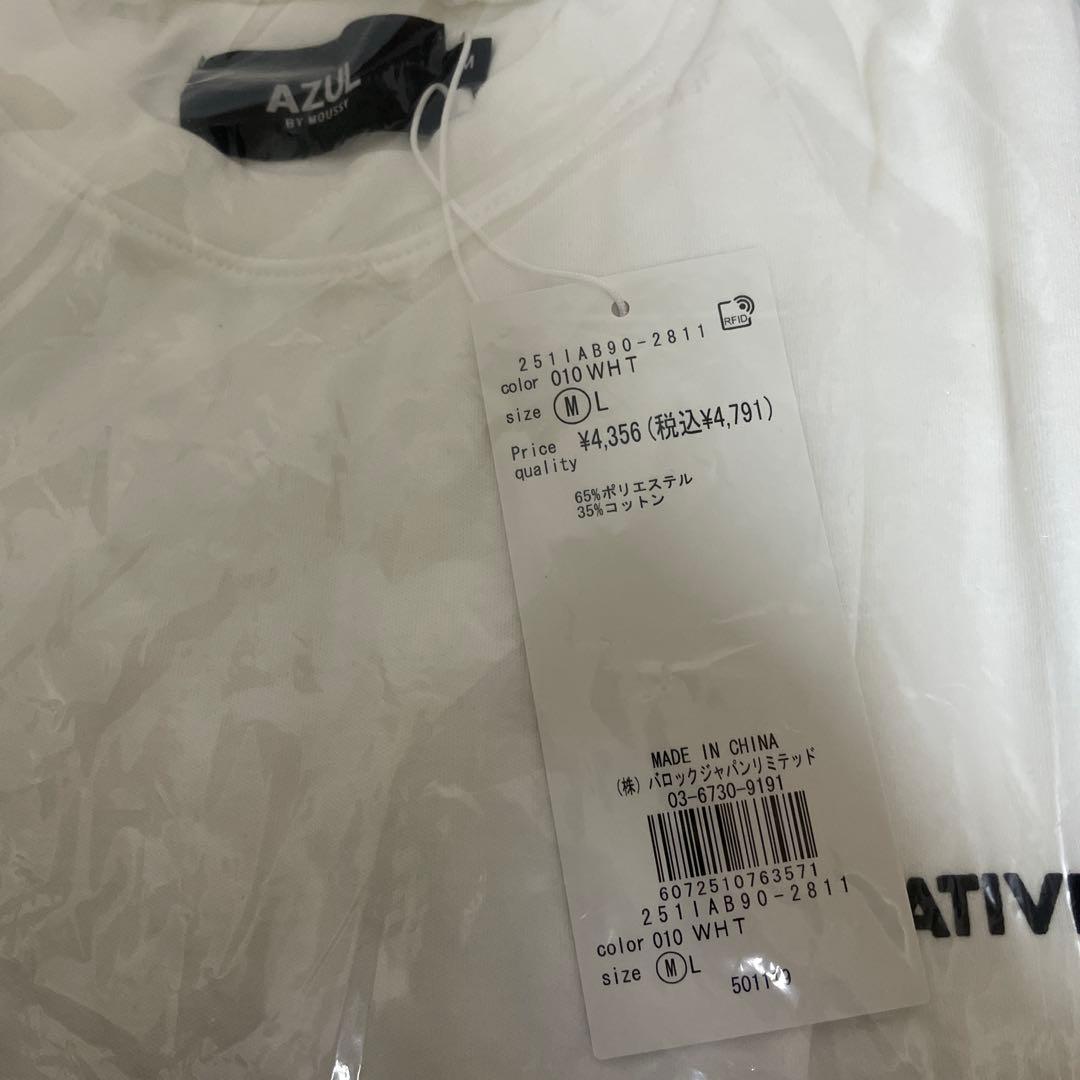 AZUL
BY MOUSSY
M
RFID
251IAB90-2811
color 010 WHT
size M L
Price ¥4,356 (税込¥4,791)
quality
65%ポリエステル
35%コットン
MADE IN CHINA
(株) バロックジャパンリミテッド
03-6730-9191
6072510763571
251IAB90-2811
color 010 WHT
size M L
ATIVE